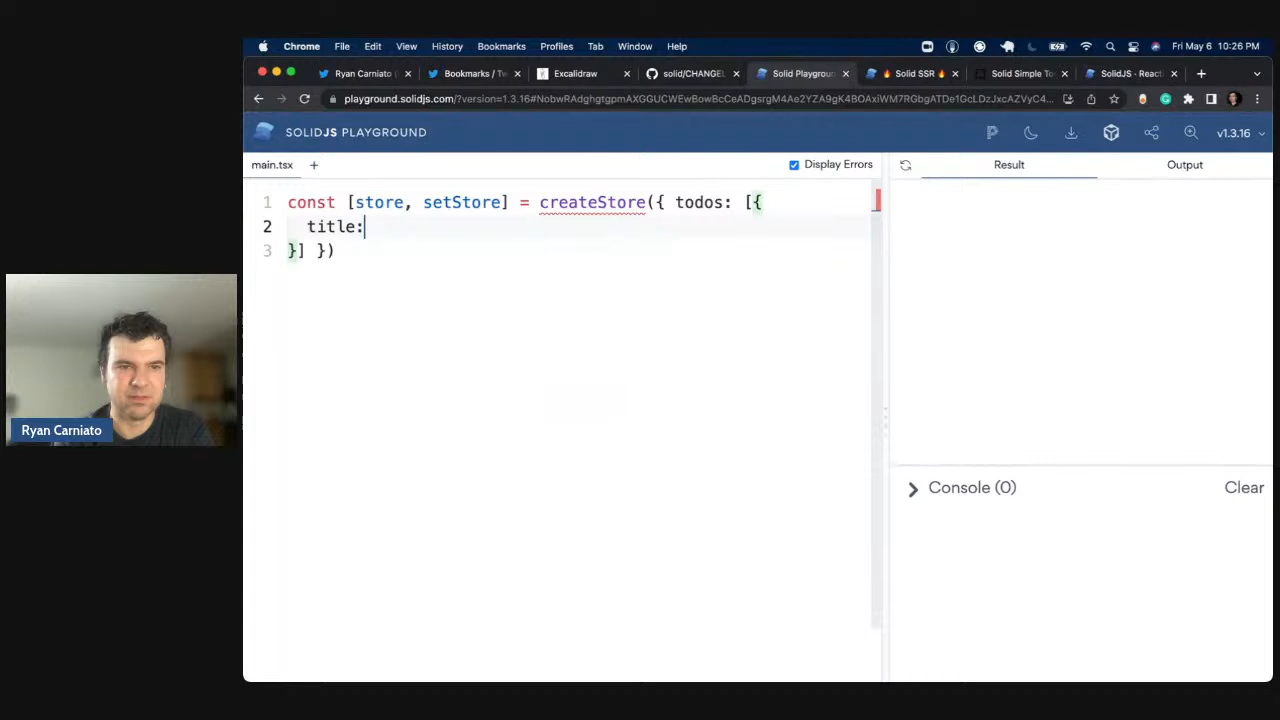 Chrome File Edit View History Bookmarks Profiles Tab Window Help Fri May 6 10:26 PM
Ryan Carniato ( Bookmarks / Tw Excalidraw solid/CHANGEL Solid Playgroun 🔥 Solid SSR 🔥 Solid Simple To SolidJS - Reacti
playground.solidjs.com/?version=1.3.16#NobwRAdghgtgpmAXGGUCWEwBowBcCeADgsrgM4Ae2YZA9gK4BOAxiWM7RGbgATDe1GcLDzJxcAZVyC4...
SOLIDJS PLAYGROUND v1.3.16
main.tsx + Display Errors Result Output
1 const [store, setStore] = createStore({ todos: [{
2 title:
3 }] })
Ryan Carniato
Console (0) Clear